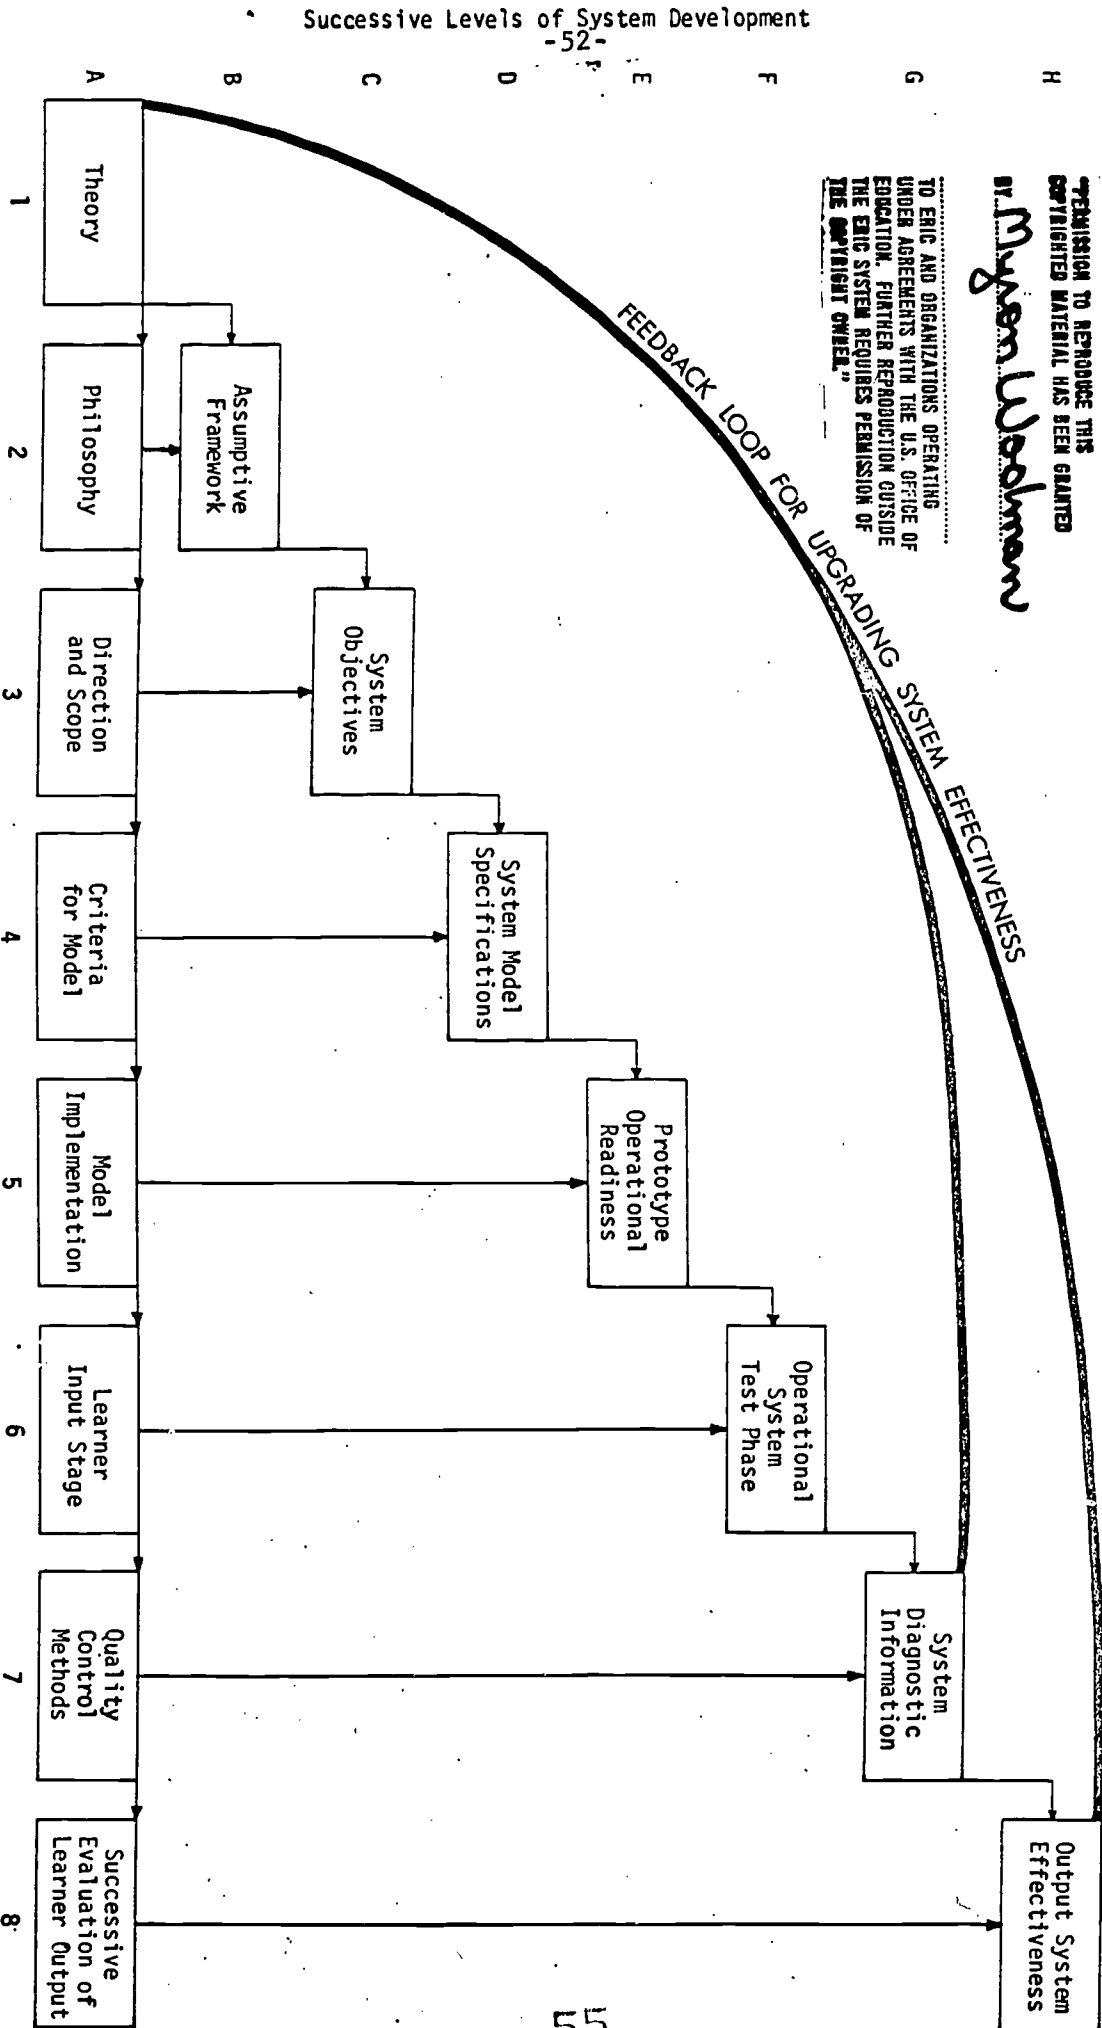 Successive Levels of System Development
-52-
A
B
C
D
E
F
G
H
"PERMISSION TO REPRODUCE THIS
COPYRIGHTED MATERIAL HAS BEEN GRANTED
BY Myron Woolman
TO ERIC AND ORGANIZATIONS OPERATING
UNDER AGREEMENTS WITH THE U.S. OFFICE OF
EDUCATION. FURTHER REPRODUCTION OUTSIDE
THE ERIC SYSTEM REQUIRES PERMISSION OF
THE COPYRIGHT OWNER."
FEEDBACK LOOP FOR UPGRADING SYSTEM EFFECTIVENESS
Output System
Effectiveness
System
Diagnostic
Information
Operational
System
Test Phase
Prototype
Operational
Readiness
System Model
Specifications
System
Objectives
Assumptive
Framework
Theory
Philosophy
Direction
and Scope
Criteria
for Model
Model
Implementation
Learner
Input Stage
Quality
Control
Methods
Successive
Evaluation of
Learner Output
1
2
3
4
5
6
7
8
55